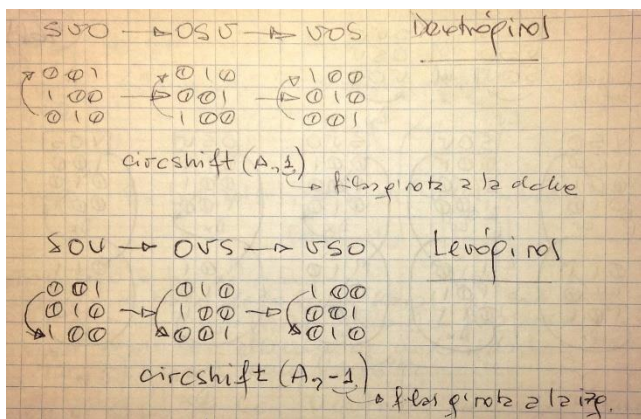 SVO → OSV → VOS Dextrógiros
0 0 1 0 1 0 1 0 0
1 0 0 → 0 0 1 → 0 1 0
0 1 0 1 0 0 0 0 1
circshift (A, 1)
→ filas g nota a la dche
SOV → OVS → VSO Levógiros
0 0 1 0 1 0 1 0 0
0 1 0 → 1 0 0 → 0 0 1
1 0 0 0 0 1 0 1 0
circshift (A, -1)
→ filas g nota a la izq.